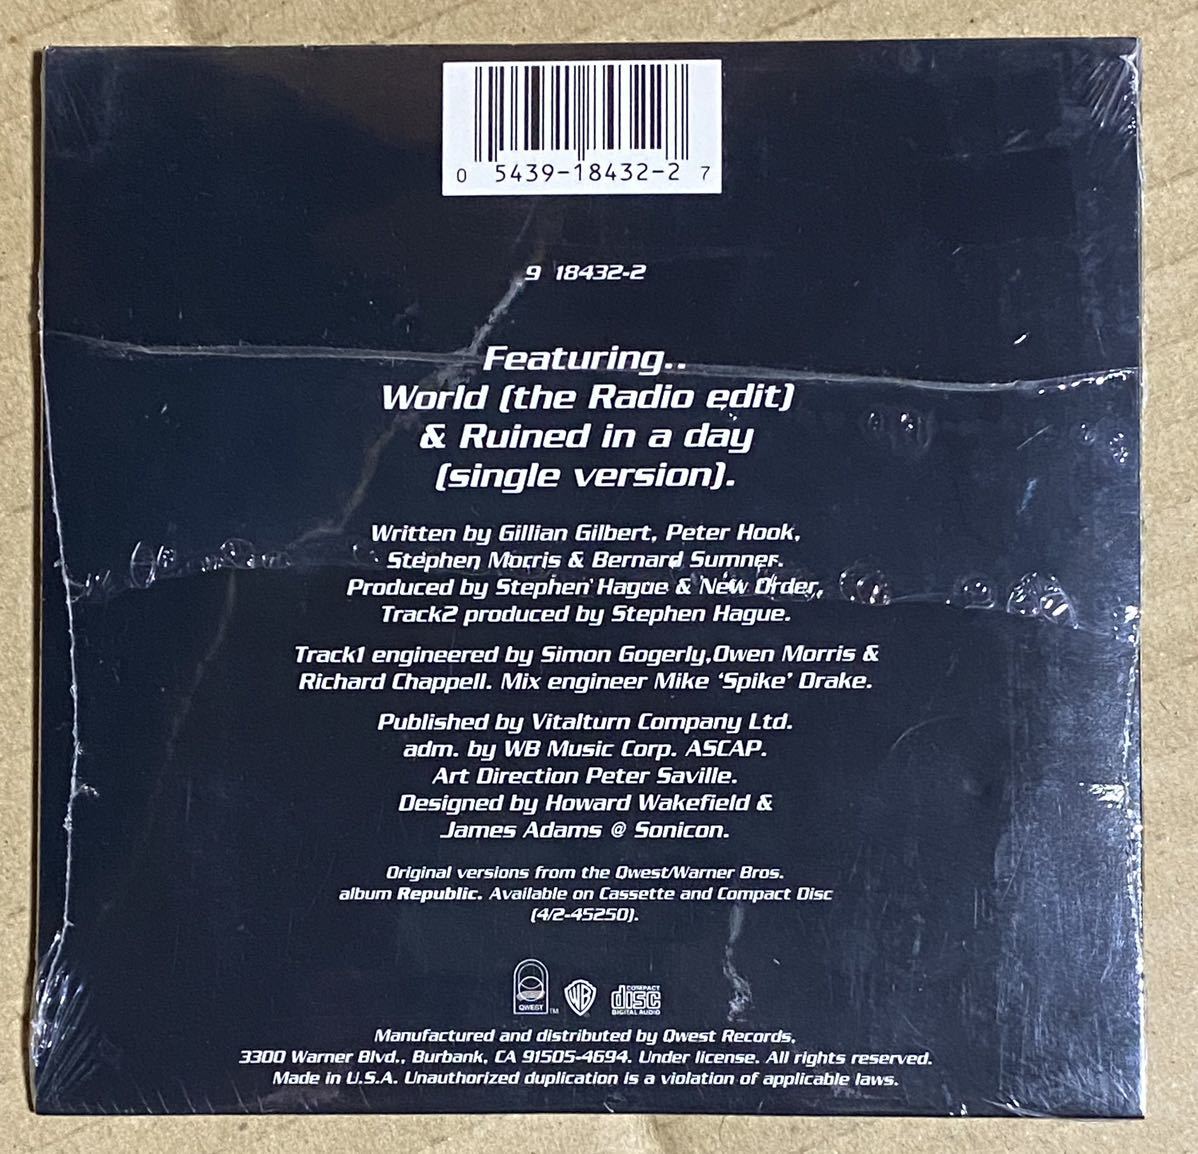 0 5439-18432-2 7
9 18432-2
Featuring..
World (the Radio edit)
& Ruined in a day
(single version).
Written by Gillian Gilbert, Peter Hook,
Stephen Morris & Bernard Sumner.
Produced by Stephen Hague & New Order,
Track2 produced by Stephen Hague.
Track1 engineered by Simon Gogerly,Owen Morris &
Richard Chappell. Mix engineer Mike ‘Spike’ Drake.
Published by Vitalturn Company Ltd.
adm. by WB Music Corp. ASCAP.
Art Direction Peter Saville.
Designed by Howard Wakefield &
James Adams @ Sonicon.
Original versions from the Qwest/Warner Bros.
album Republic. Available on Cassette and Compact Disc
(4/2-45250).
QWEST TM WB COMPACT disc DIGITAL AUDIO
Manufactured and distributed by Qwest Records,
3300 Warner Blvd., Burbank, CA 91505-4694. Under license. All rights reserved.
Made in U.S.A. Unauthorized duplication is a violation of applicable laws.